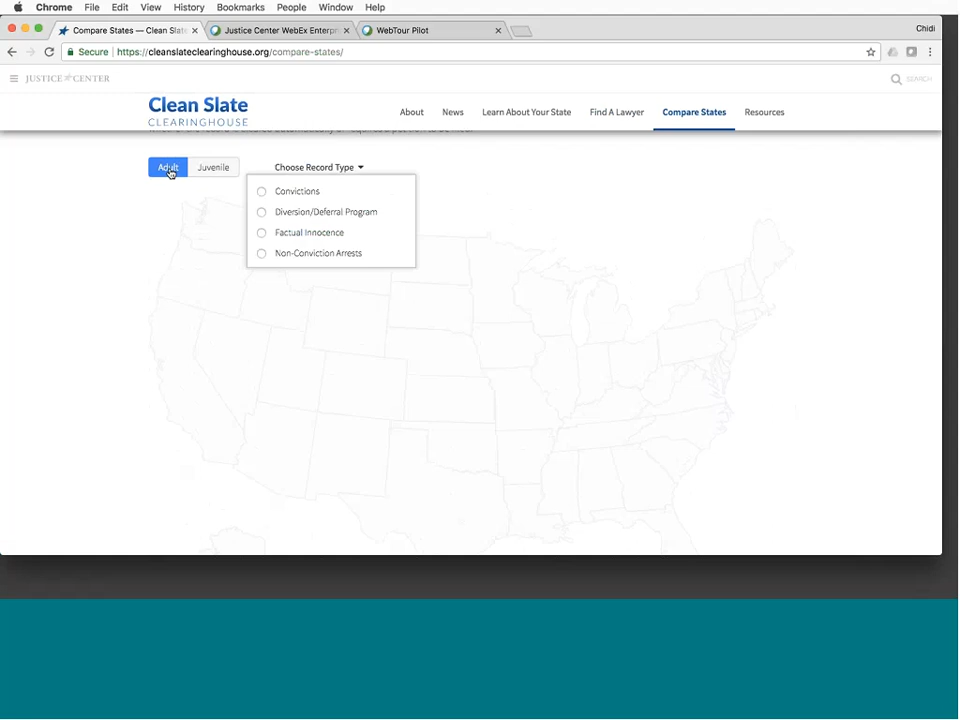 Chrome File Edit View History Bookmarks People Window Help
Compare States — Clean Slate Justice Center WebEx Enterpr WebTour Pilot Chidi
Secure https://cleanslateclearinghouse.org/compare-states/
JUSTICE CENTER SEARCH
Clean Slate
CLEARINGHOUSE
About News Learn About Your State Find A Lawyer Compare States Resources
Adult Juvenile Choose Record Type
Convictions
Diversion/Deferral Program
Factual Innocence
Non-Conviction Arrests